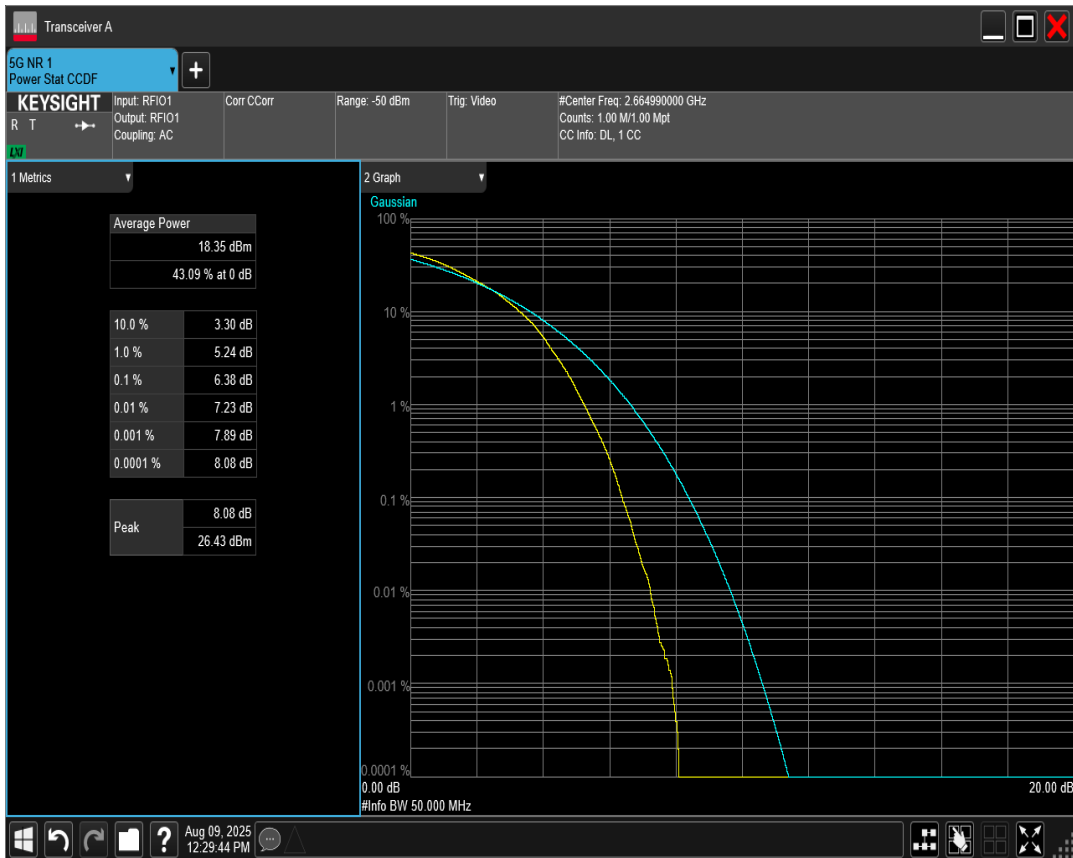 Transceiver A
5G NR 1
Power Stat CCDF
+
KEYSIGHT
R T
LXI
Input: RFIO1
Output: RFIO1
Coupling: AC
Corr CCorr
Range: -50 dBm
Trig: Video
#Center Freq: 2.664990000 GHz
Counts: 1.00 M/1.00 Mpt
CC Info: DL, 1 CC
1 Metrics
Average Power
18.35 dBm
43.09 % at 0 dB
10.0 % 3.30 dB
1.0 % 5.24 dB
0.1 % 6.38 dB
0.01 % 7.23 dB
0.001 % 7.89 dB
0.0001 % 8.08 dB
Peak
8.08 dB
26.43 dBm
2 Graph
Gaussian
100 %
10 %
1 %
0.1 %
0.01 %
0.001 %
0.0001 %
0.00 dB 20.00 dB
#Info BW 50.000 MHz
?
Aug 09, 2025
12:29:44 PM